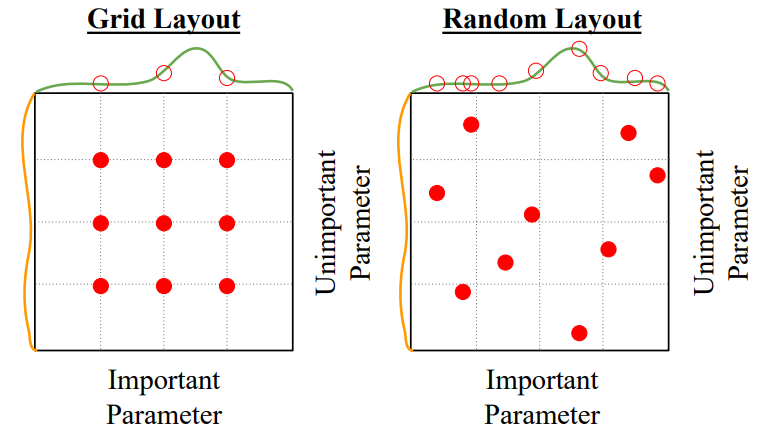 Grid Layout
Unimportant
Parameter
Important
Parameter
Random Layout
Unimportant
Parameter
Important
Parameter